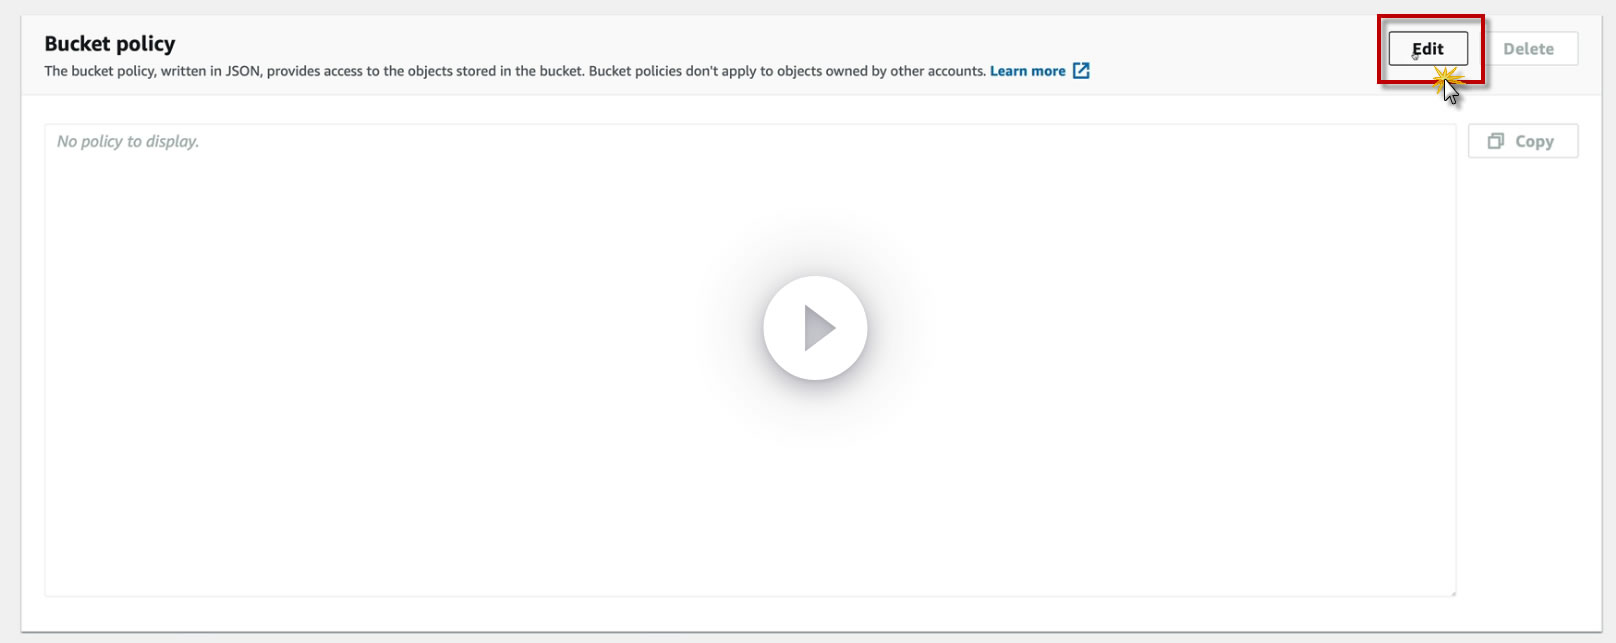 Bucket policy
Edit
Delete
The bucket policy, written in JSON, provides access to the objects stored in the bucket. Bucket policies don't apply to objects owned by other accounts. Learn more
No policy to display.
Copy